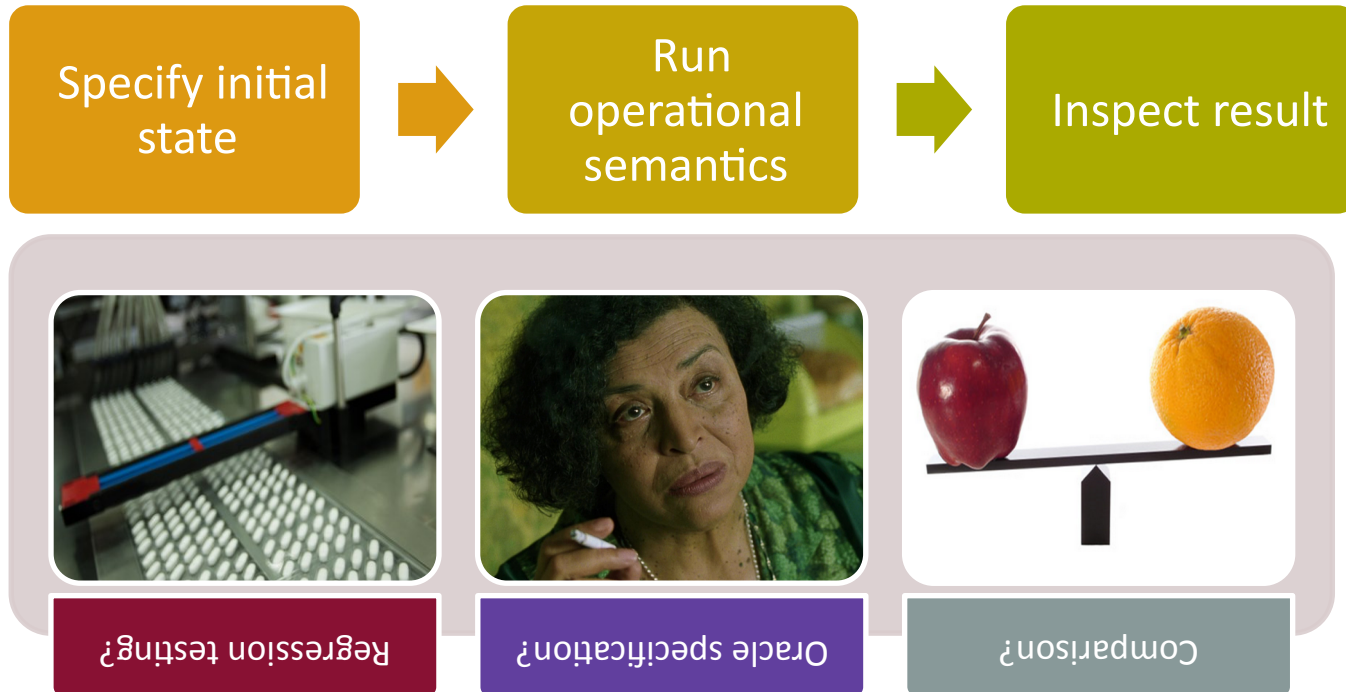 Specify initial
state
Run
operational
semantics
Inspect result
Regression testing?
Oracle specification?
Comparison?